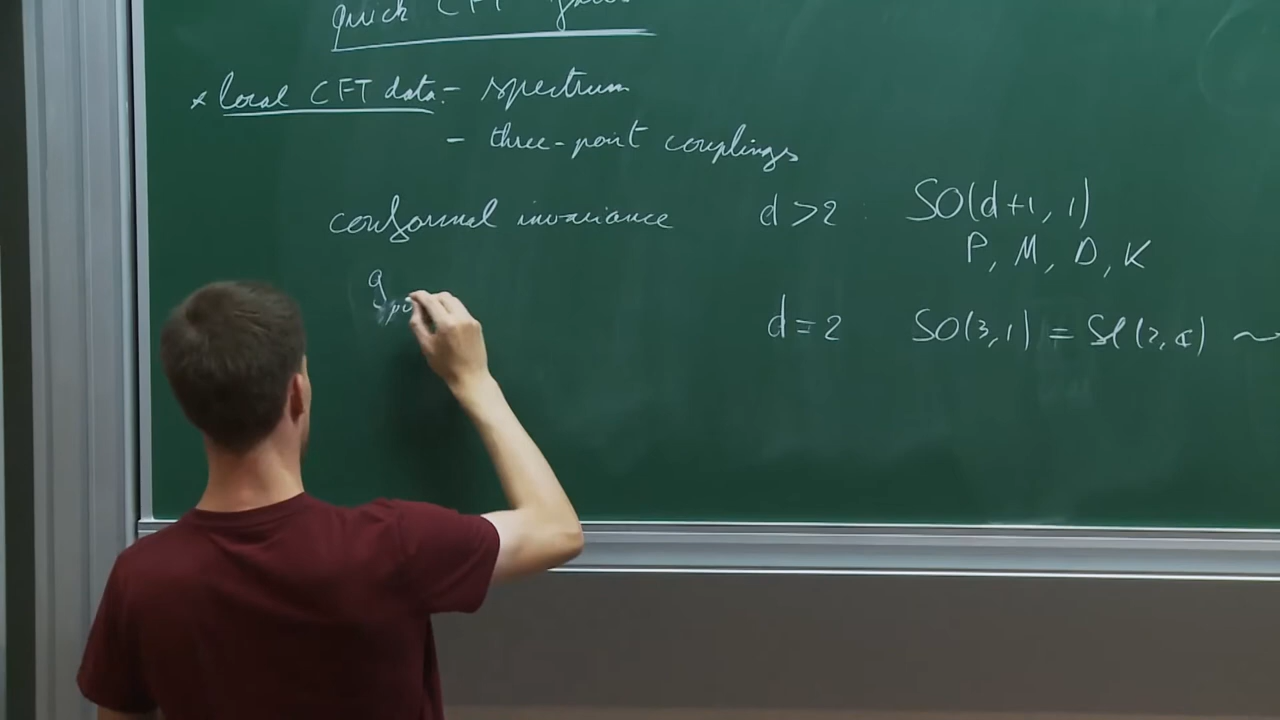 quick CFT
* local CFT data: - spectrum
- three-point couplings
conformal invariance d > 2 : SO(d+1, 1)
P, M, D, K
g
d = 2 SO(3,1) = Sl(2,C) ~